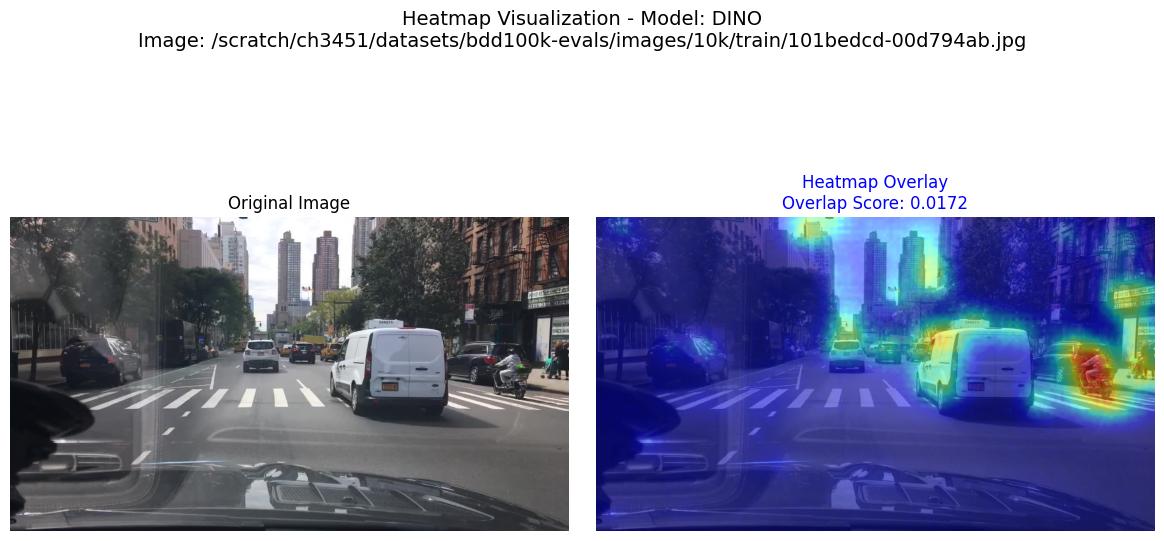 Heatmap Visualization - Model: DINO
Image: /scratch/ch3451/datasets/bdd100k-evals/images/10k/train/101bedcd-00d794ab.jpg
Original Image
Heatmap Overlay
Overlap Score: 0.0172